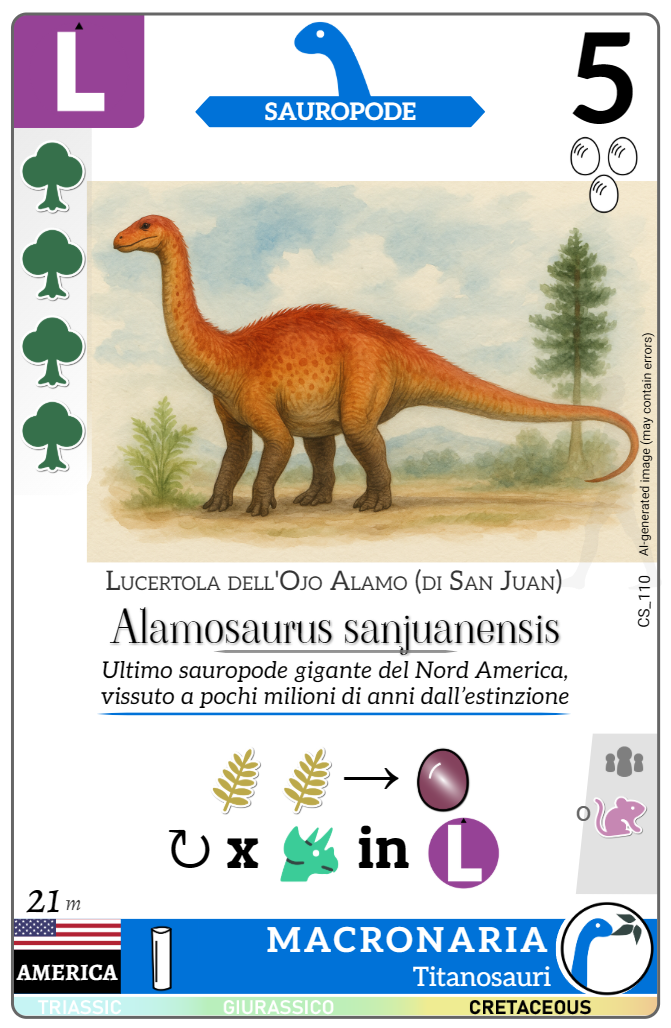 L
SAUROPODE
5
AI-generated image (may contain errors)
CS_110
Lucertola dell'Ojo Alamo (di San Juan)
Alamosaurus sanjuanensis
Ultimo sauropode gigante del Nord America,
vissuto a pochi milioni di anni dall’estinzione
→
O
↻ x in L
21 m
AMERICA
MACRONARIA
Titanosauri
TRIASSIC GIURASSICO CRETACEOUS